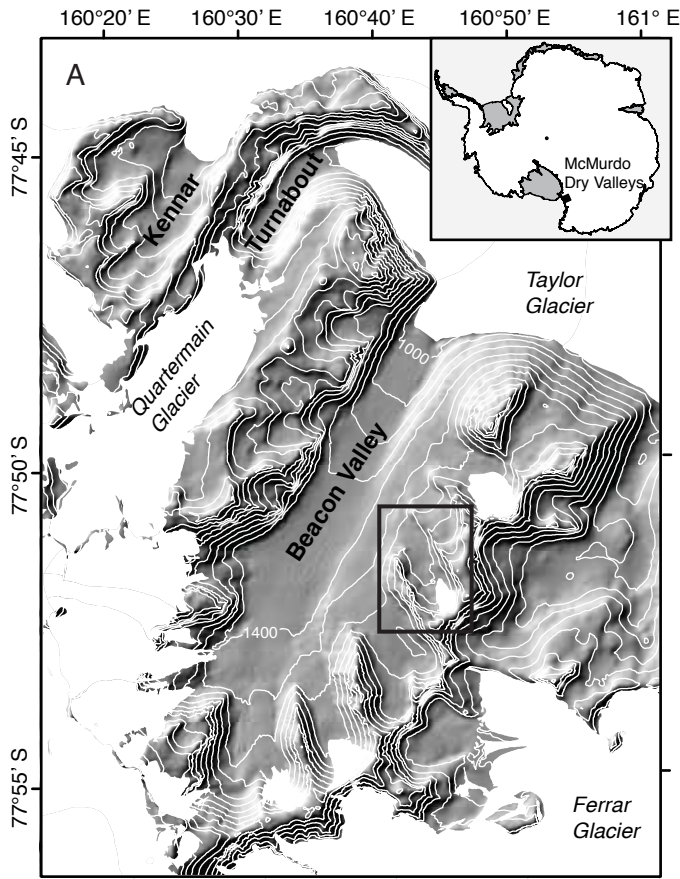 160°20' E 160°30' E 160°40' E 160°50' E 161° E
A
McMurdo
Dry Valleys
77°45' S
Kennar
Turnabout
Taylor
Glacier
Quartermain
Glacier
1000
77°50' S
Beacon Valley
1400
77°55' S
Ferrar
Glacier